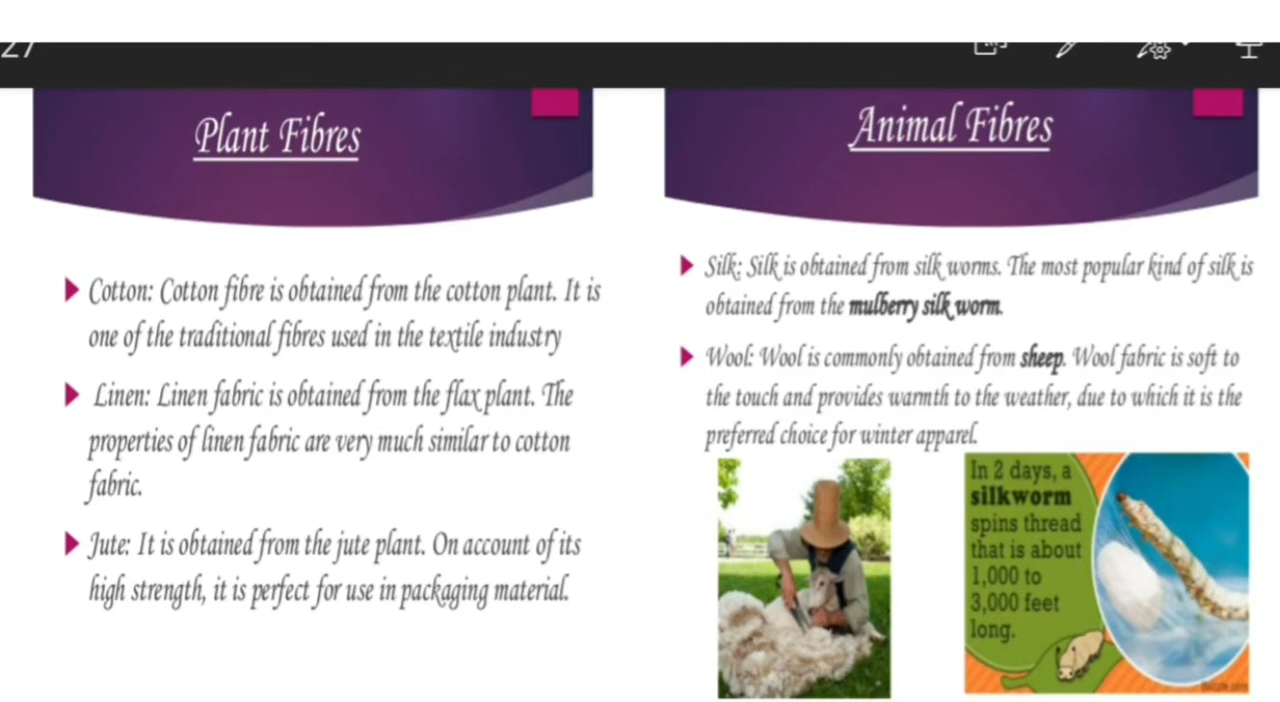 27
Plant Fibres
Cotton: Cotton fibre is obtained from the cotton plant. It is
one of the traditional fibres used in the textile industry
Linen: Linen fabric is obtained from the flax plant. The
properties of linen fabric are very much similar to cotton
fabric.
Jute: It is obtained from the jute plant. On account of its
high strength, it is perfect for use in packaging material.
Animal Fibres
Silk: Silk is obtained from silk worms. The most popular kind of silk is
obtained from the mulberry silk worm.
Wool: Wool is commonly obtained from sheep. Wool fabric is soft to
the touch and provides warmth to the weather, due to which it is the
preferred choice for winter apparel.
In 2 days, a
silkworm
spins thread
that is about
1,000 to
3,000 feet
long.